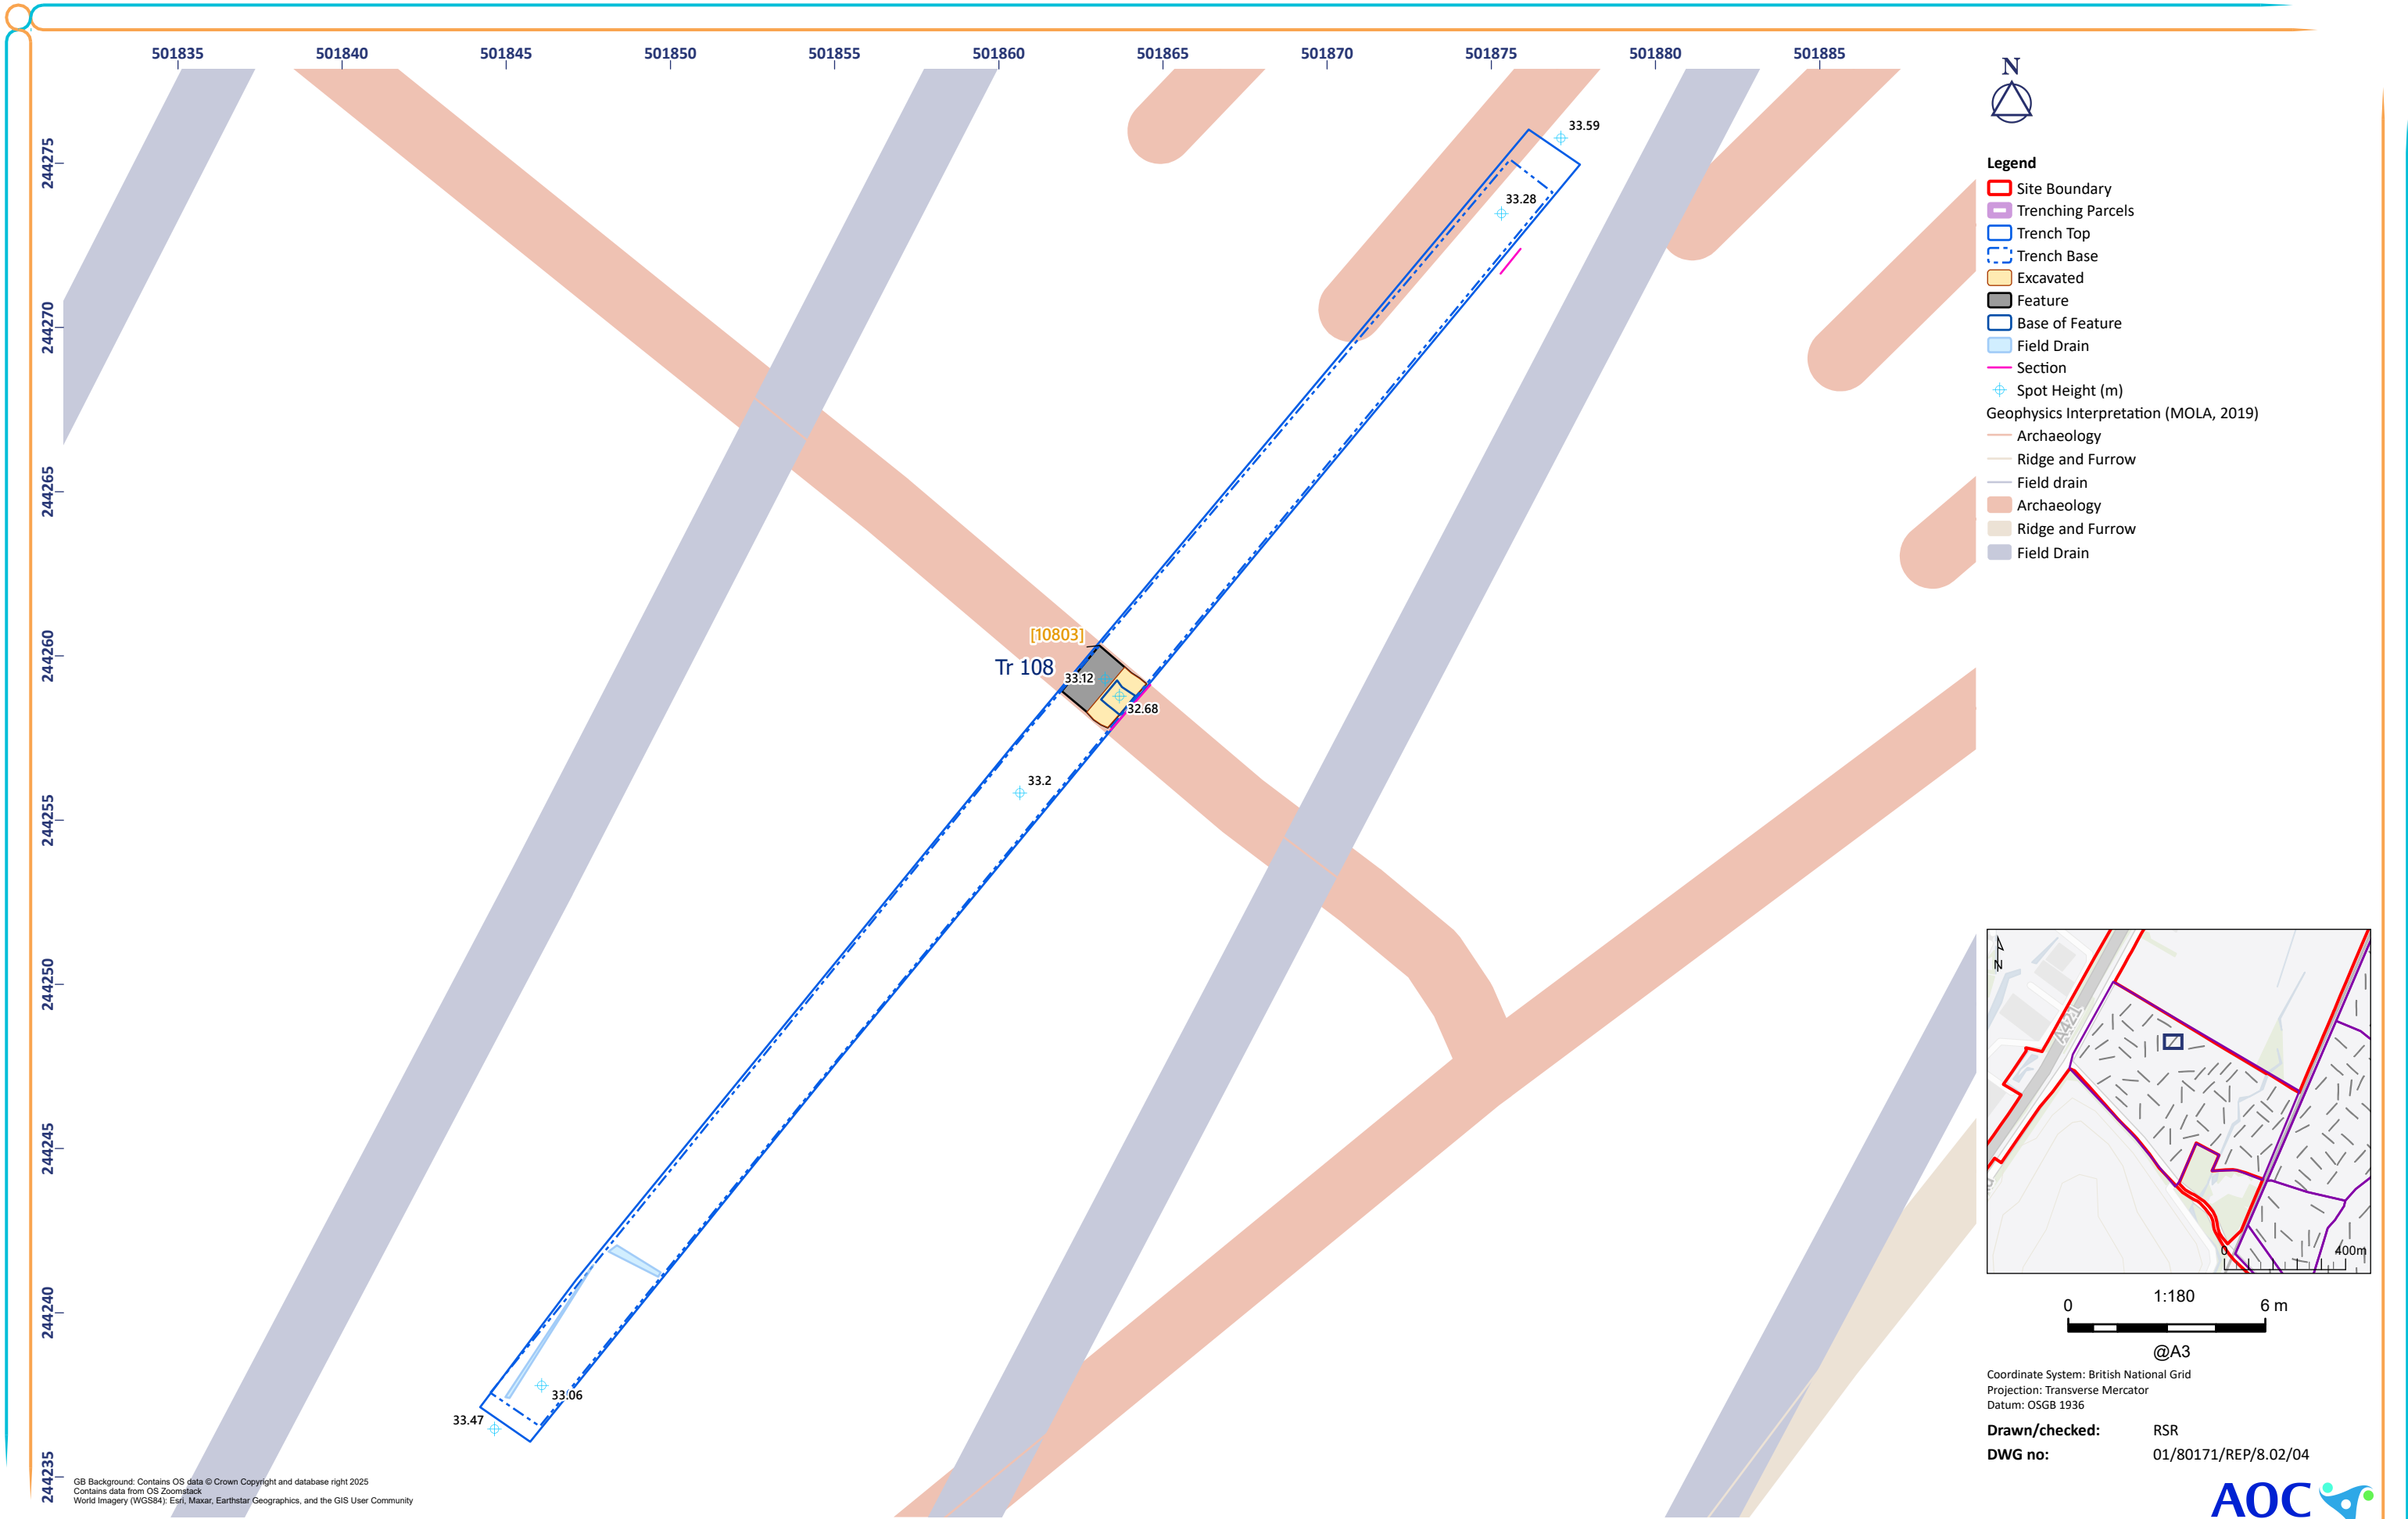 501835 501840 501845 501850 501855 501860 501865 501870 501875 501880 501885
244275
244270
244265
244260
244255
244250
244245
244240
244235
33.59
33.28
[10803]
Tr 108
33.12
32.68
33.2
33.06
33.47
N
Legend
Site Boundary
Trenching Parcels
Trench Top
Trench Base
Excavated
Feature
Base of Feature
Field Drain
Section
Spot Height (m)
Geophysics Interpretation (MOLA, 2019)
Archaeology
Ridge and Furrow
Field drain
Archaeology
Ridge and Furrow
Field Drain
N
A421
0 400m
1:180
0 6 m
@A3
Coordinate System: British National Grid
Projection: Transverse Mercator
Datum: OSGB 1936
Drawn/checked: RSR
DWG no: 01/80171/REP/8.02/04
AOC
GB Background: Contains OS data © Crown Copyright and database right 2025
Contains data from OS Zoomstack
World Imagery (WGS84): Esri, Maxar, Earthstar Geographics, and the GIS User Community